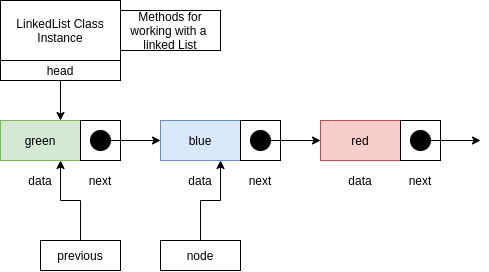 LinkedList Class
Instance
Methods for
working with a
linked List
head
green
blue
red
data
next
data
next
data
next
previous
node